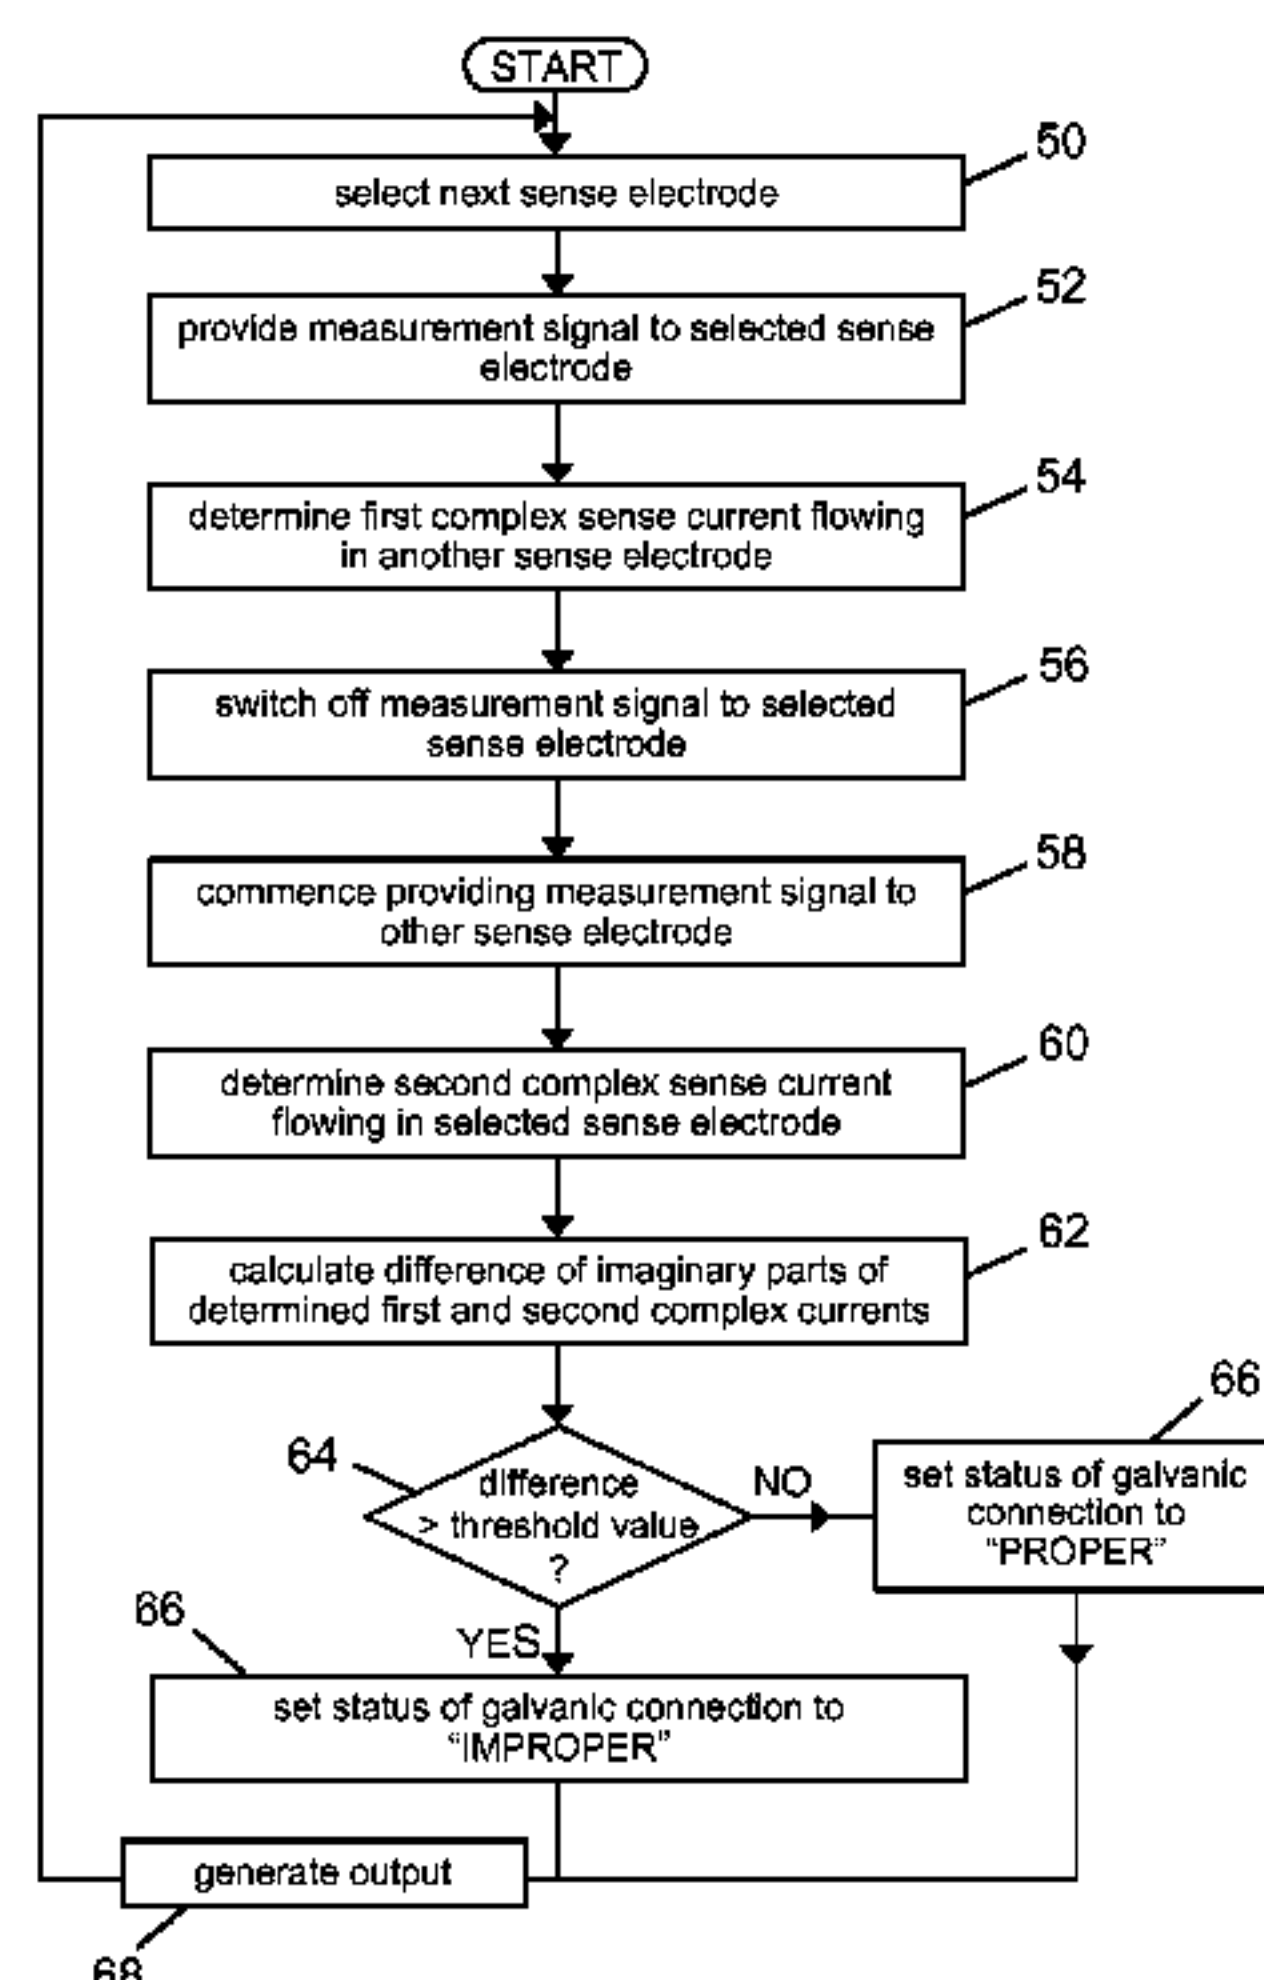 START
50
select next sense electrode
52
provide measurement signal to selected sense
electrode
54
determine first complex sense current flowing
in another sense electrode
56
switch off measurement signal to selected
sense electrode
58
commence providing measurement signal to
other sense electrode
60
determine second complex sense current
flowing in selected sense electrode
62
calculate difference of imaginary parts of
determined first and second complex currents
64
difference
> threshold value
?
NO
66
set status of galvanic
connection to
“PROPER”
YES
66
set status of galvanic connection to
“IMPROPER”
generate output
68